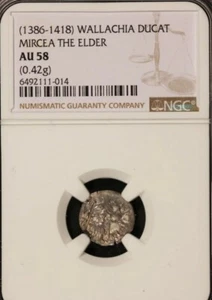 (1386-1418) WALLACHIA DUCAT
MIRCEA THE ELDER
AU 58
(0.42g)
6492111-014
NUMISMATIC GUARANTY COMPANY
NGC